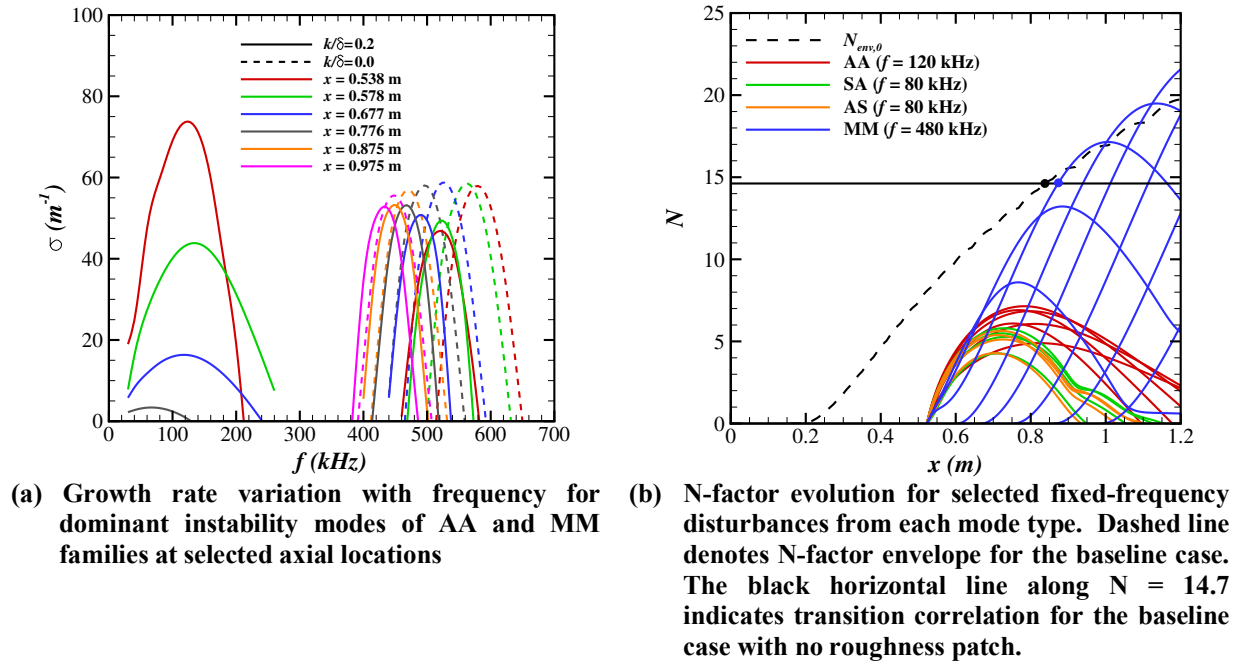 100
80
60
40
20
0
σ (m⁻¹)
k/δ=0.2
k/δ=0.0
x = 0.538 m
x = 0.578 m
x = 0.677 m
x = 0.776 m
x = 0.875 m
x = 0.975 m
0 100 200 300 400 500 600 700
f (kHz)
(a) Growth rate variation with frequency for
dominant instability modes of AA and MM
families at selected axial locations
25
20
15
10
5
0
N
N_env,0
AA (f = 120 kHz)
SA (f = 80 kHz)
AS (f = 80 kHz)
MM (f = 480 kHz)
0 0.2 0.4 0.6 0.8 1 1.2
x (m)
(b) N-factor evolution for selected fixed-frequency
disturbances from each mode type. Dashed line
denotes N-factor envelope for the baseline case.
The black horizontal line along N = 14.7
indicates transition correlation for the baseline
case with no roughness patch.